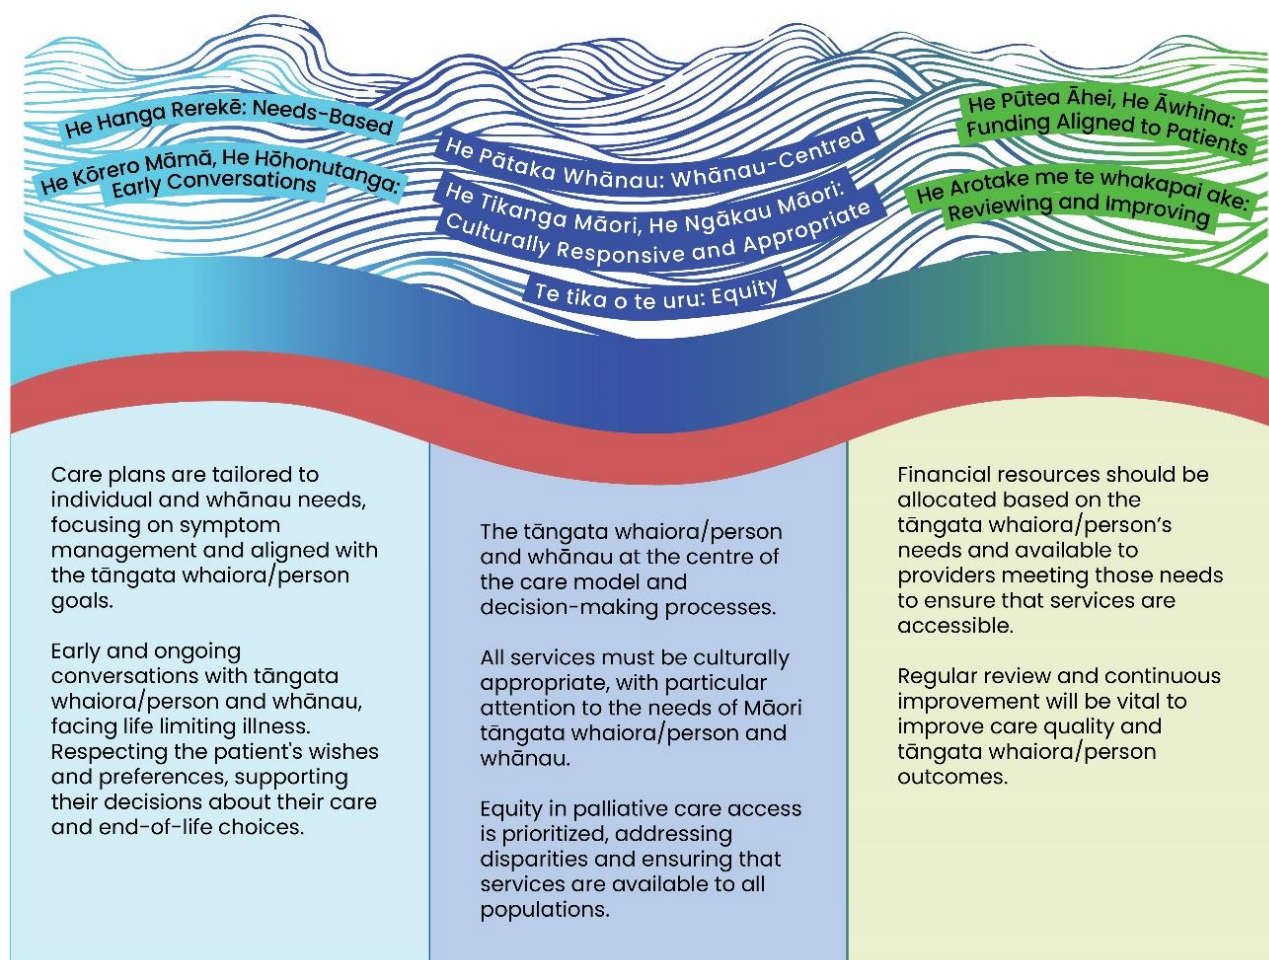 He Hanga Rerekē: Needs-Based
He Kōrero Māmā, He Hōhonutanga:
Early Conversations
He Pātaka Whānau: Whānau-Centred
He Tikanga Māori, He Ngākau Māori:
Culturally Responsive and Appropriate
Te tika o te uru: Equity
He Pūtea Āhei, He Āwhina:
Funding Aligned to Patients
He Arotake me te whakapai ake:
Reviewing and Improving
Care plans are tailored to
individual and whānau needs,
focusing on symptom
management and aligned with
the tāngata whaiora/person
goals.
Early and ongoing
conversations with tāngata
whaiora/person and whānau,
facing life limiting illness.
Respecting the patient's wishes
and preferences, supporting
their decisions about their care
and end-of-life choices.
The tāngata whaiora/person
and whānau at the centre of
the care model and
decision-making processes.
All services must be culturally
appropriate, with particular
attention to the needs of Māori
tāngata whaiora/person and
whānau.
Equity in palliative care access
is prioritized, addressing
disparities and ensuring that
services are available to all
populations.
Financial resources should be
allocated based on the
tāngata whaiora/person’s
needs and available to
providers meeting those needs
to ensure that services are
accessible.
Regular review and continuous
improvement will be vital to
improve care quality and
tāngata whaiora/person
outcomes.